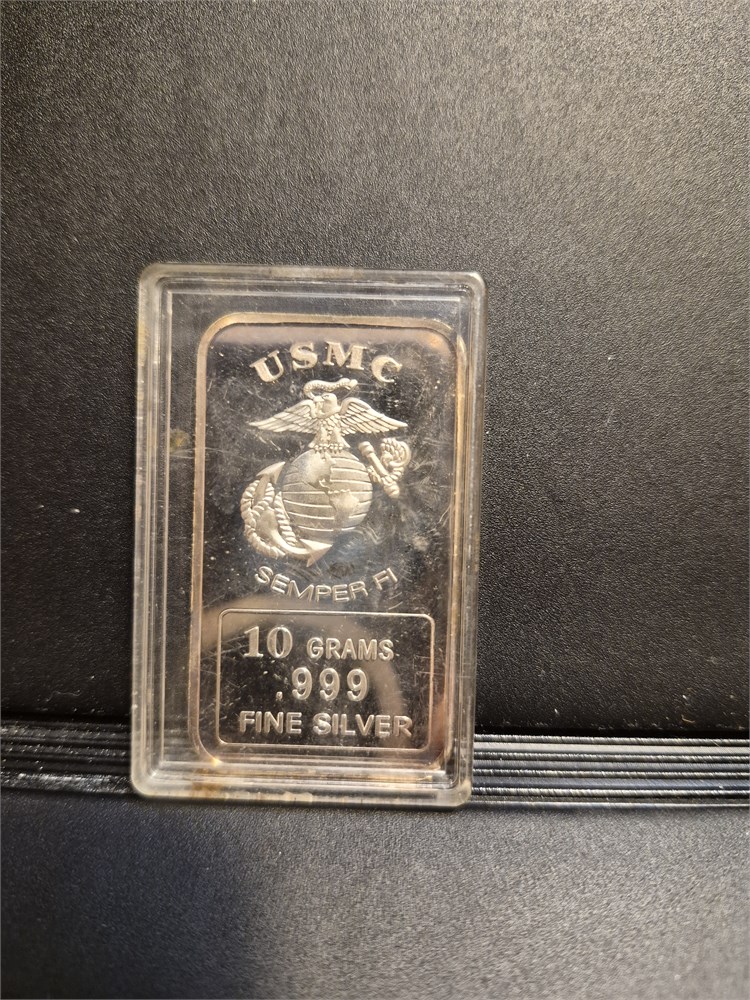 USMC
SEMPER FI
10 GRAMS
.999
FINE SILVER